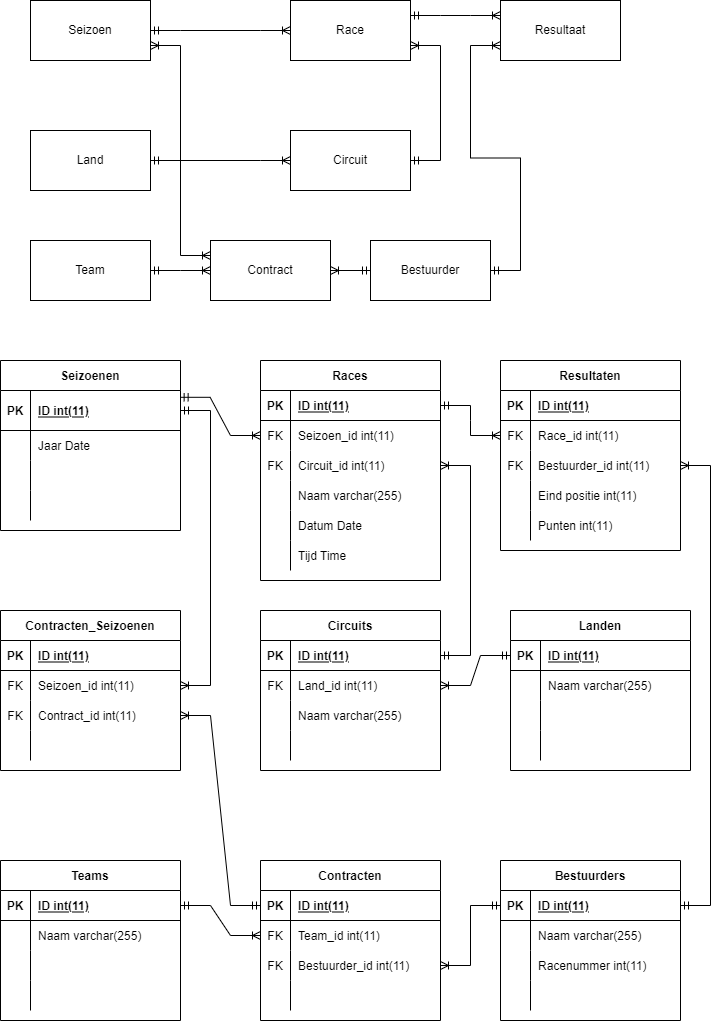 Seizoen
Race
Resultaat
Land
Circuit
Team
Contract
Bestuurder
Seizoenen
PK ID int(11)
Jaar Date
Races
PK ID int(11)
FK Seizoen_id int(11)
FK Circuit_id int(11)
Naam varchar(255)
Datum Date
Tijd Time
Resultaten
PK ID int(11)
FK Race_id int(11)
FK Bestuurder_id int(11)
Eind positie int(11)
Punten int(11)
Contracten_Seizoenen
PK ID int(11)
FK Seizoen_id int(11)
FK Contract_id int(11)
Circuits
PK ID int(11)
FK Land_id int(11)
Naam varchar(255)
Landen
PK ID int(11)
Naam varchar(255)
Teams
PK ID int(11)
Naam varchar(255)
Contracten
PK ID int(11)
FK Team_id int(11)
FK Bestuurder_id int(11)
Bestuurders
PK ID int(11)
Naam varchar(255)
Racenummer int(11)